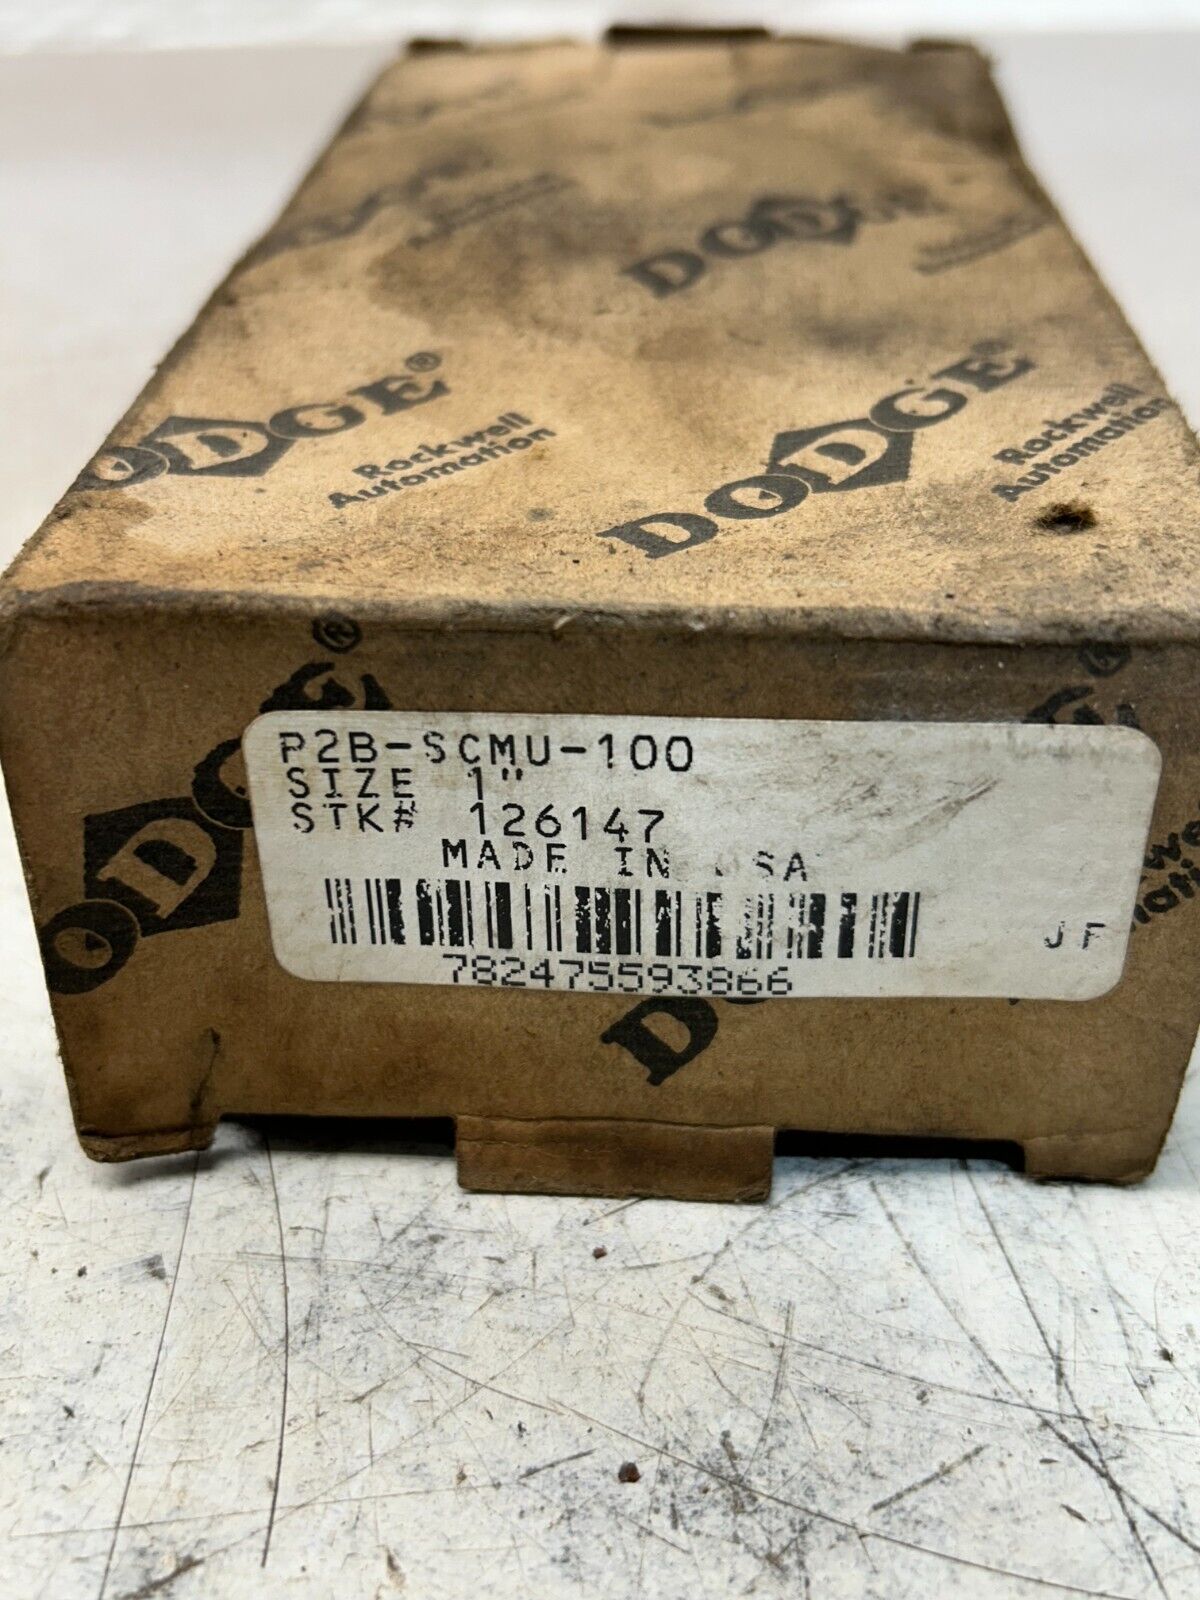 DODGE
DODGE®
Rockwell
Automation
DODGE®
Rockwell
Automation
DODGE®
P2B-SCMU-100
SIZE 1"
STK# 126147
MADE IN USA
782475593866
JF